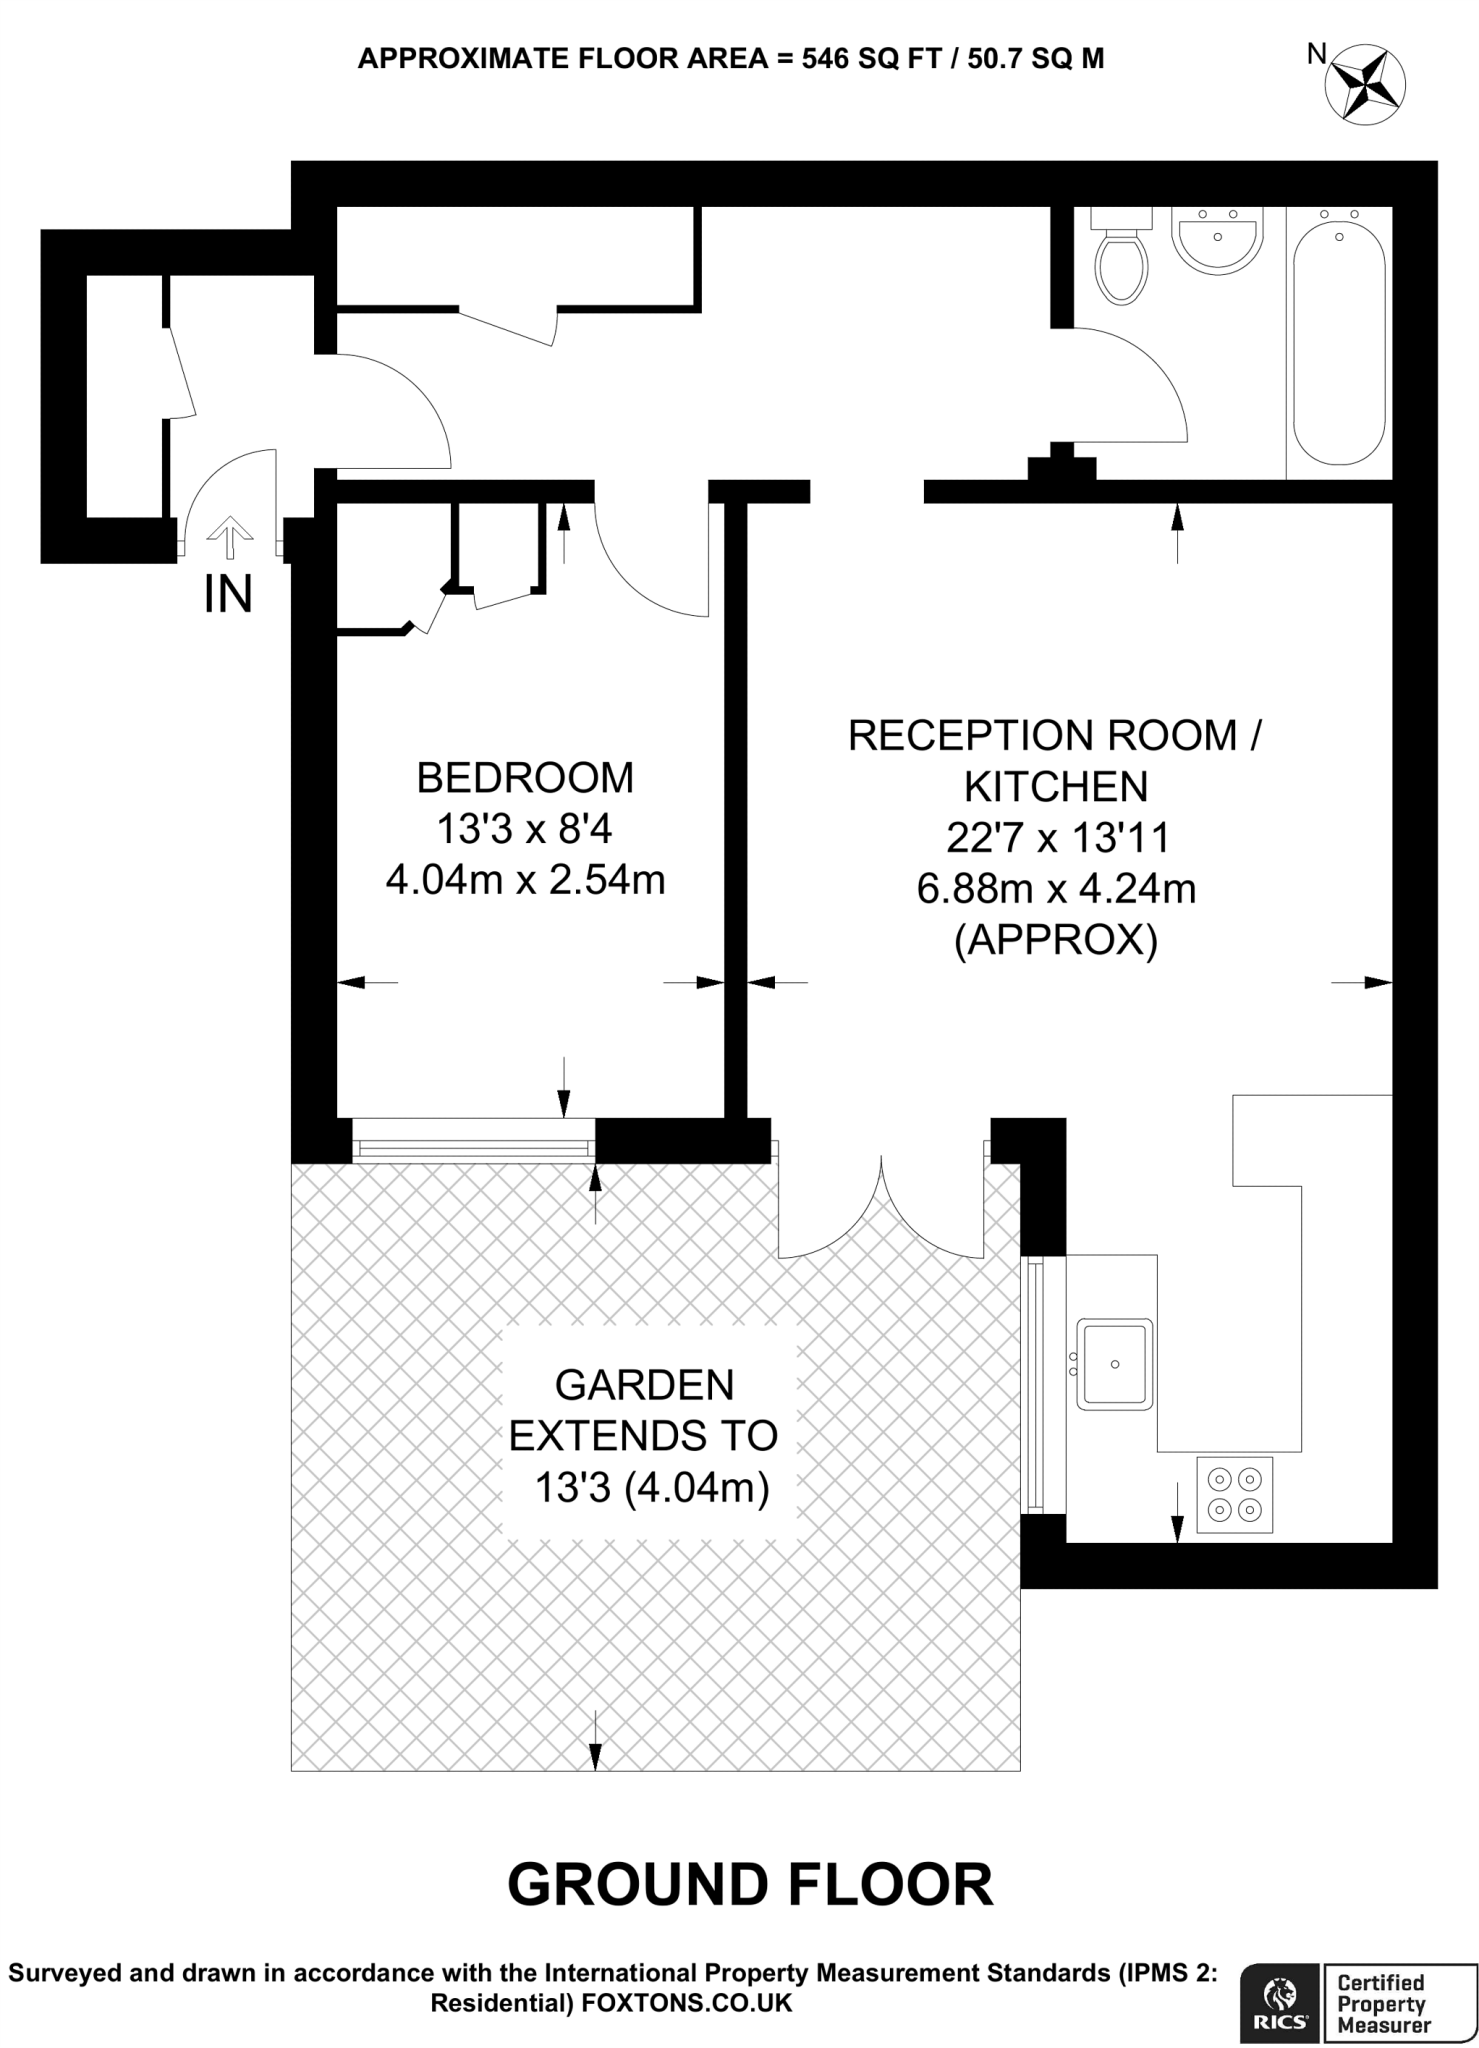 APPROXIMATE FLOOR AREA = 546 SQ FT / 50.7 SQ M
N
IN
BEDROOM
13'3 x 8'4
4.04m x 2.54m
RECEPTION ROOM /
KITCHEN
22'7 x 13'11
6.88m x 4.24m
(APPROX)
GARDEN
EXTENDS TO
13'3 (4.04m)
GROUND FLOOR
Surveyed and drawn in accordance with the International Property Measurement Standards (IPMS 2:
Residential) FOXTONS.CO.UK
RICS
Certified
Property
Measurer